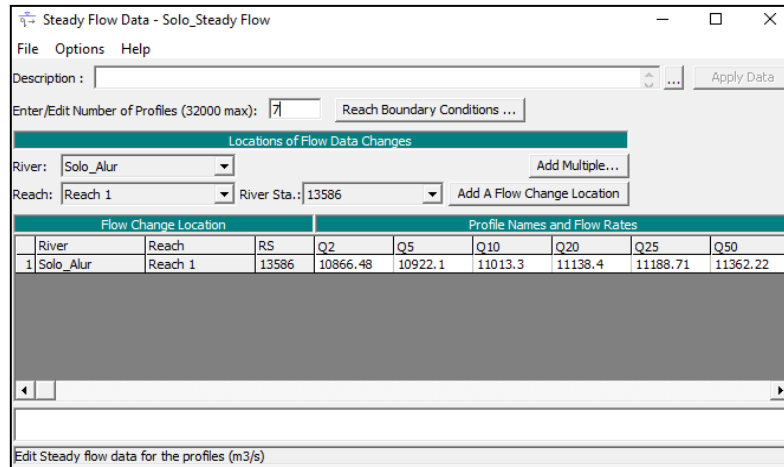 Steady Flow Data - Solo_Steady Flow
File Options Help
Description : ... Apply Data
Enter/Edit Number of Profiles (32000 max): 7 Reach Boundary Conditions ...
Locations of Flow Data Changes
River: Solo_Alur Add Multiple...
Reach: Reach 1 River Sta.: 13586 Add A Flow Change Location
Flow Change Location Profile Names and Flow Rates
River Reach RS Q2 Q5 Q10 Q20 Q25 Q50
1 Solo_Alur Reach 1 13586 10866.48 10922.1 11013.3 11138.4 11188.71 11362.22
Edit Steady flow data for the profiles (m3/s)